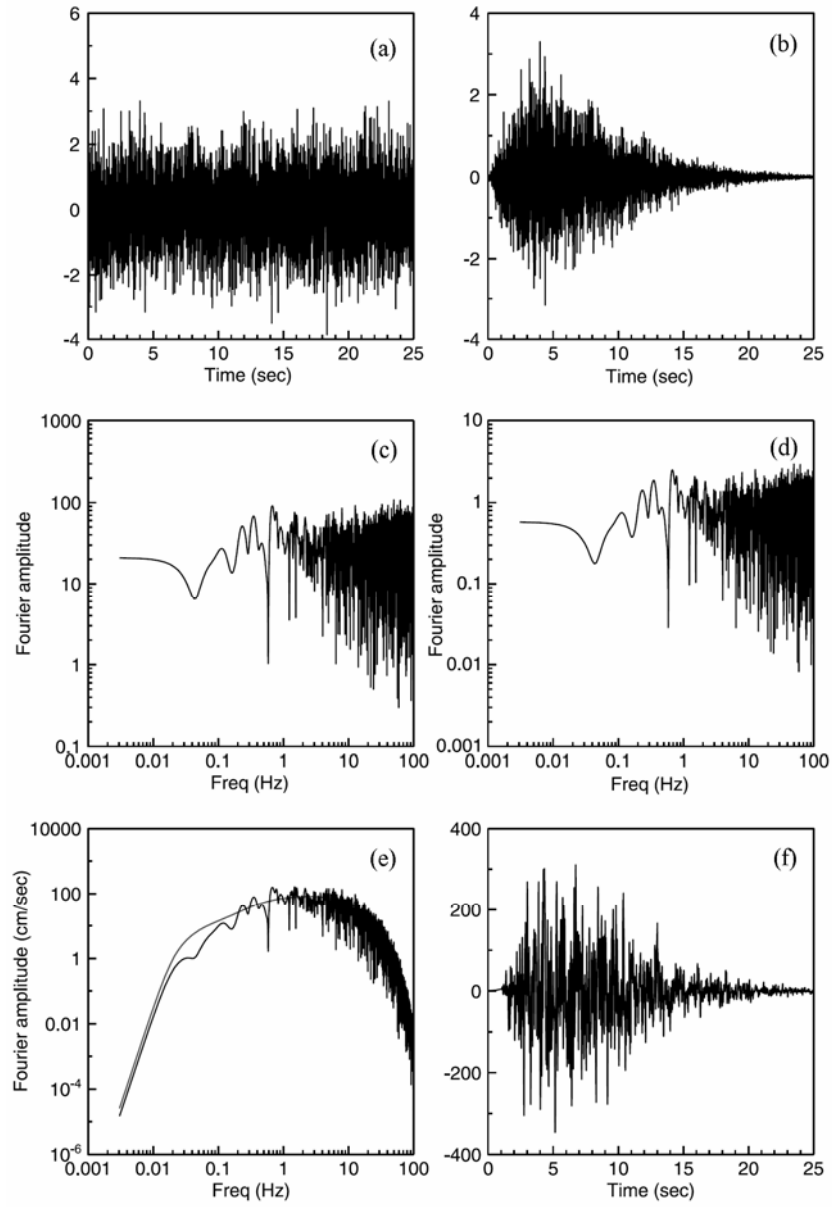 (a)
6
4
2
0
-2
-4
0 5 10 15 20 25
Time (sec)
(b)
4
2
0
-2
-4
0 5 10 15 20 25
Time (sec)
(c)
Fourier amplitude
1000
100
10
1
0.1
0.001 0.01 0.1 1 10 100
Freq (Hz)
(d)
Fourier amplitude
10
1
0.1
0.01
0.001
0.001 0.01 0.1 1 10 100
Freq (Hz)
(e)
Fourier amplitude (cm/sec)
10000
100
1
0.01
10-4
10-6
0.001 0.01 0.1 1 10 100
Freq (Hz)
(f)
400
200
0
-200
-400
0 5 10 15 20 25
Time (sec)